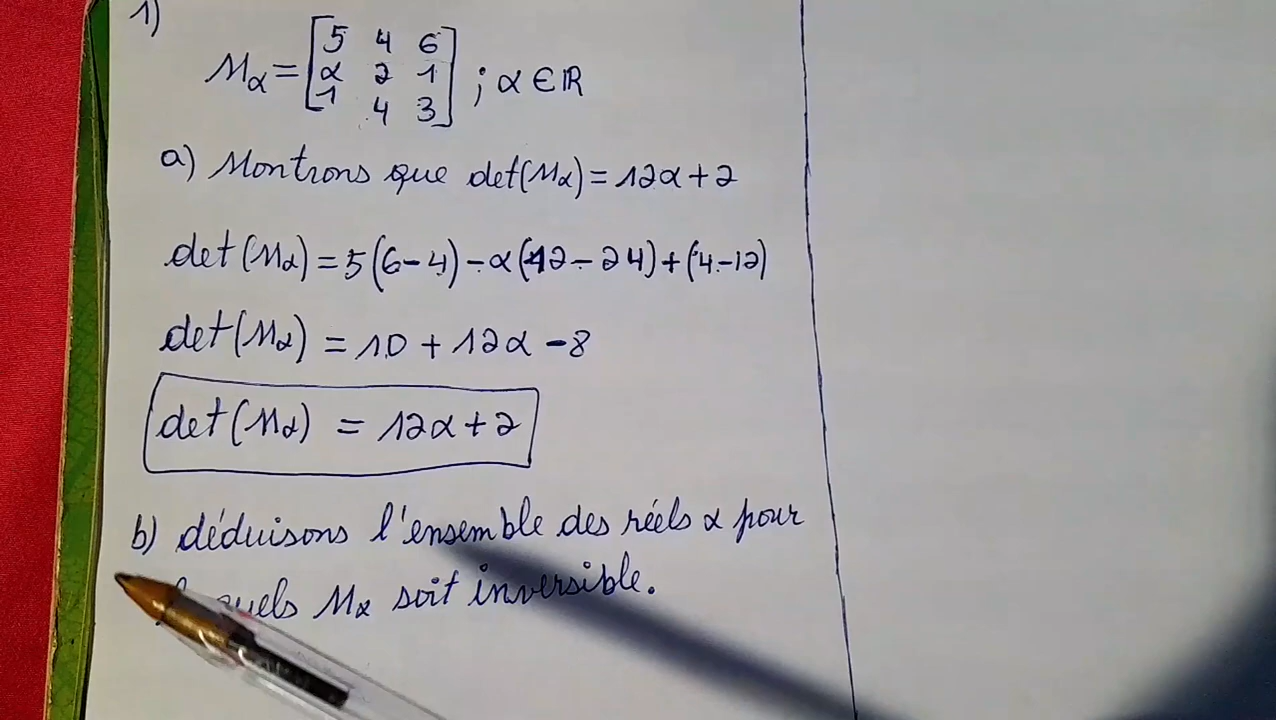 1)
Mα = [5 4 6
α 2 1
1 4 3] ; α ∈ ℝ
a) Montrons que det(Mα) = 12α + 2
det(Mα) = 5(6-4) - α(12-24) + (4-12)
det(Mα) = 10 + 12α - 8
det(Mα) = 12α + 2
b) déduisons l'ensemble des réels α pour
Mα soit inversible.